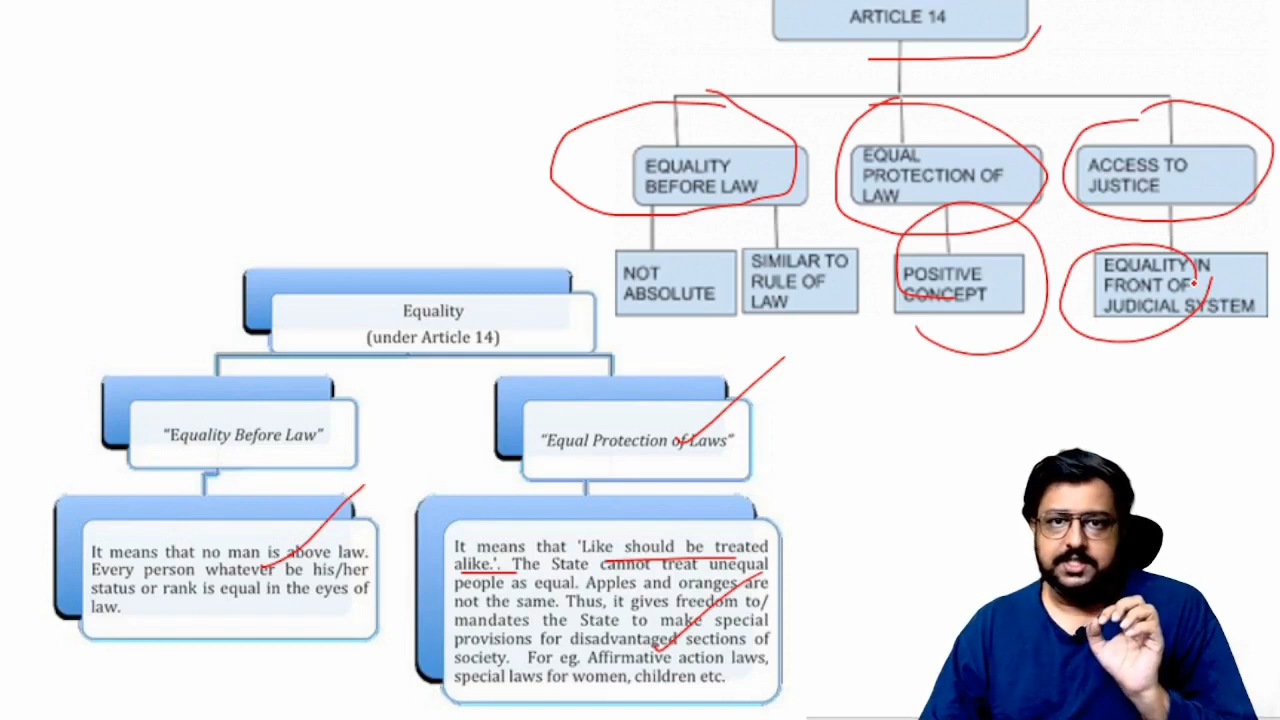 ARTICLE 14
EQUALITY
BEFORE LAW
EQUAL
PROTECTION OF
LAW
ACCESS TO
JUSTICE
NOT
ABSOLUTE
SIMILAR TO
RULE OF
LAW
POSITIVE
CONCEPT
EQUALITY IN
FRONT OF
JUDICIAL SYSTEM
Equality
(under Article 14)
“Equality Before Law”
“Equal Protection of Laws”
It means that no man is above law.
Every person whatever be his/her
status or rank is equal in the eyes of
law.
It means that 'Like should be treated
alike.'. The State cannot treat unequal
people as equal. Apples and oranges are
not the same. Thus, it gives freedom to/
mandates the State to make special
provisions for disadvantaged sections of
society. For eg. Affirmative action laws,
special laws for women, children etc.